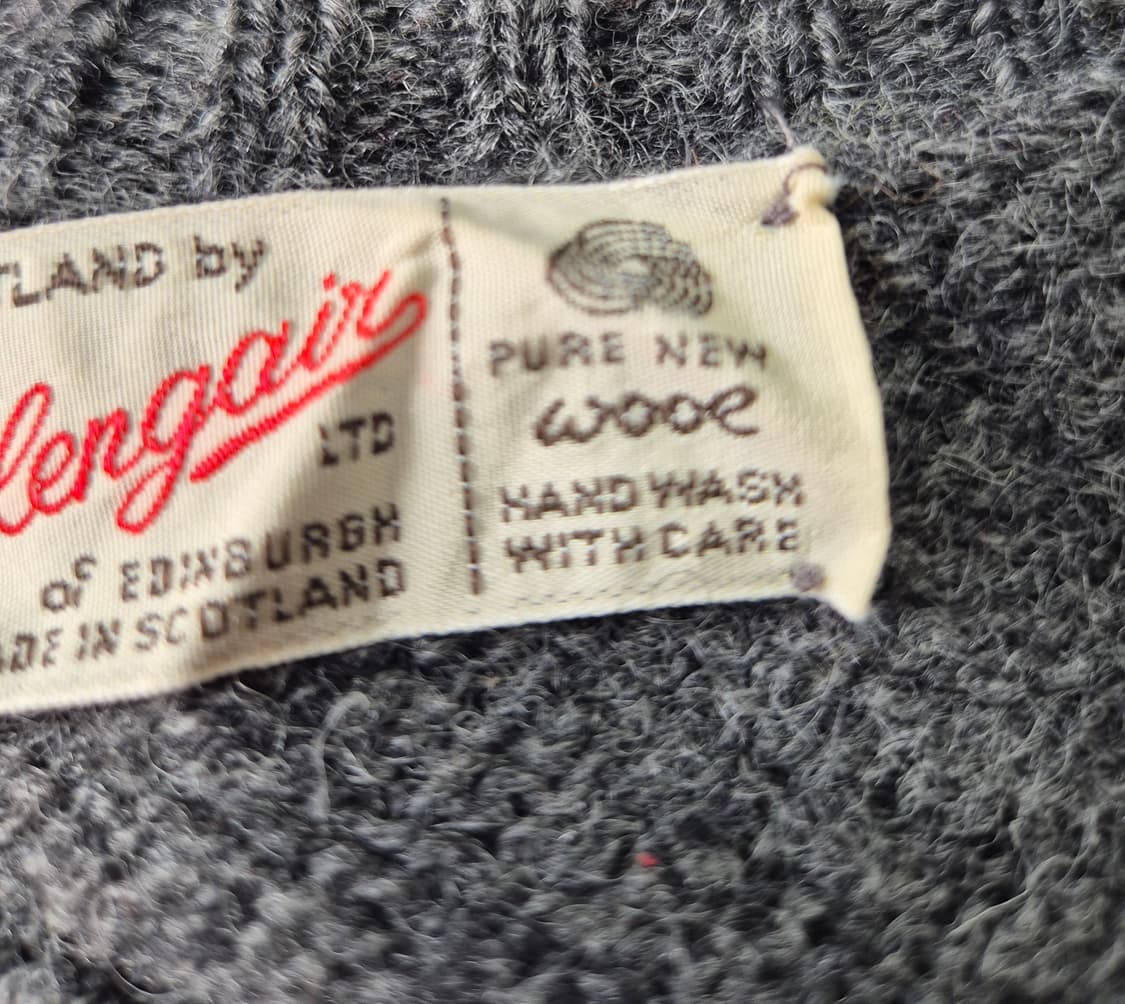 TLAND by
lengair
LTD
of EDINBURGH
ADE IN SCOTLAND
PURE NEW
WOOL
HAND WASH
WITH CARE